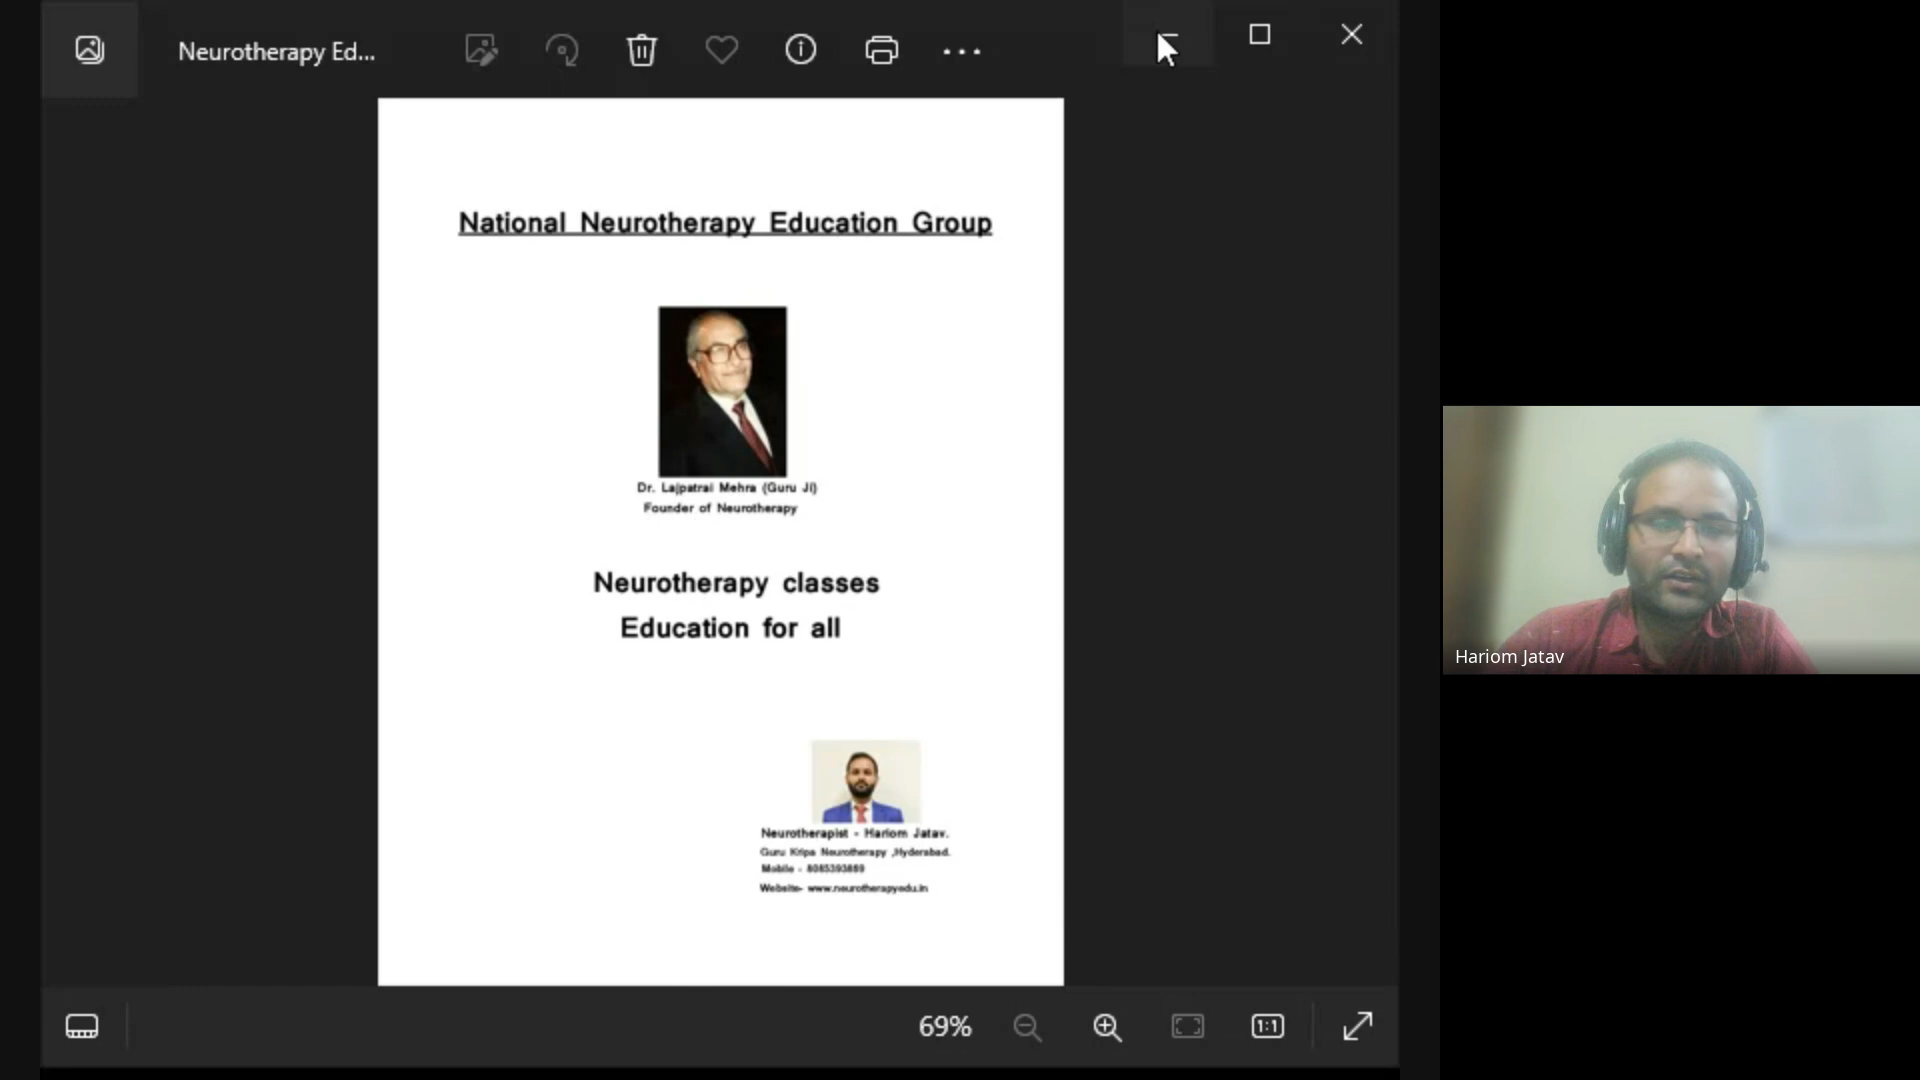 Neurotherapy Ed...
National Neurotherapy Education Group
Dr. Lajpatrai Mehra (Guru Ji)
Founder of Neurotherapy
Neurotherapy classes
Education for all
Neurotherapist - Hariom Jatav.
Guru Kripa Neurotherapy ,Hyderabad.
Mobile - 8085393889
Website- www.neurotherapyedu.in
Hariom Jatav
69%
1:1